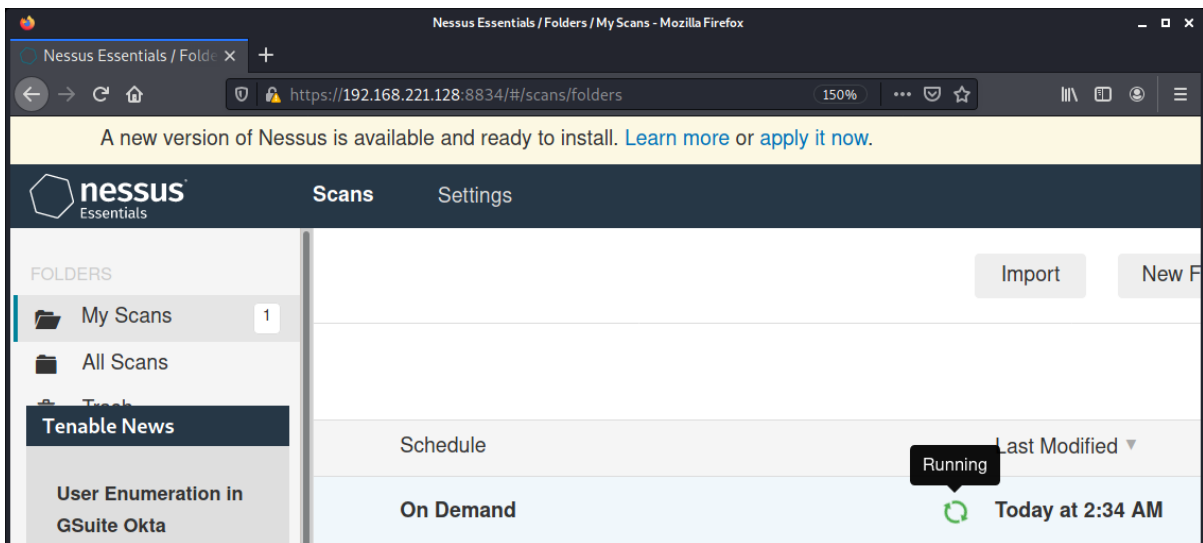 Nessus Essentials / Folders / My Scans - Mozilla Firefox
Nessus Essentials / Folde
https://192.168.221.128:8834/#/scans/folders 150%
A new version of Nessus is available and ready to install. Learn more or apply it now.
nessus
Essentials
Scans Settings
FOLDERS
Import New F
My Scans 1
All Scans
Trash
Tenable News
Schedule Last Modified
Running
User Enumeration in
GSuite Okta
On Demand Today at 2:34 AM